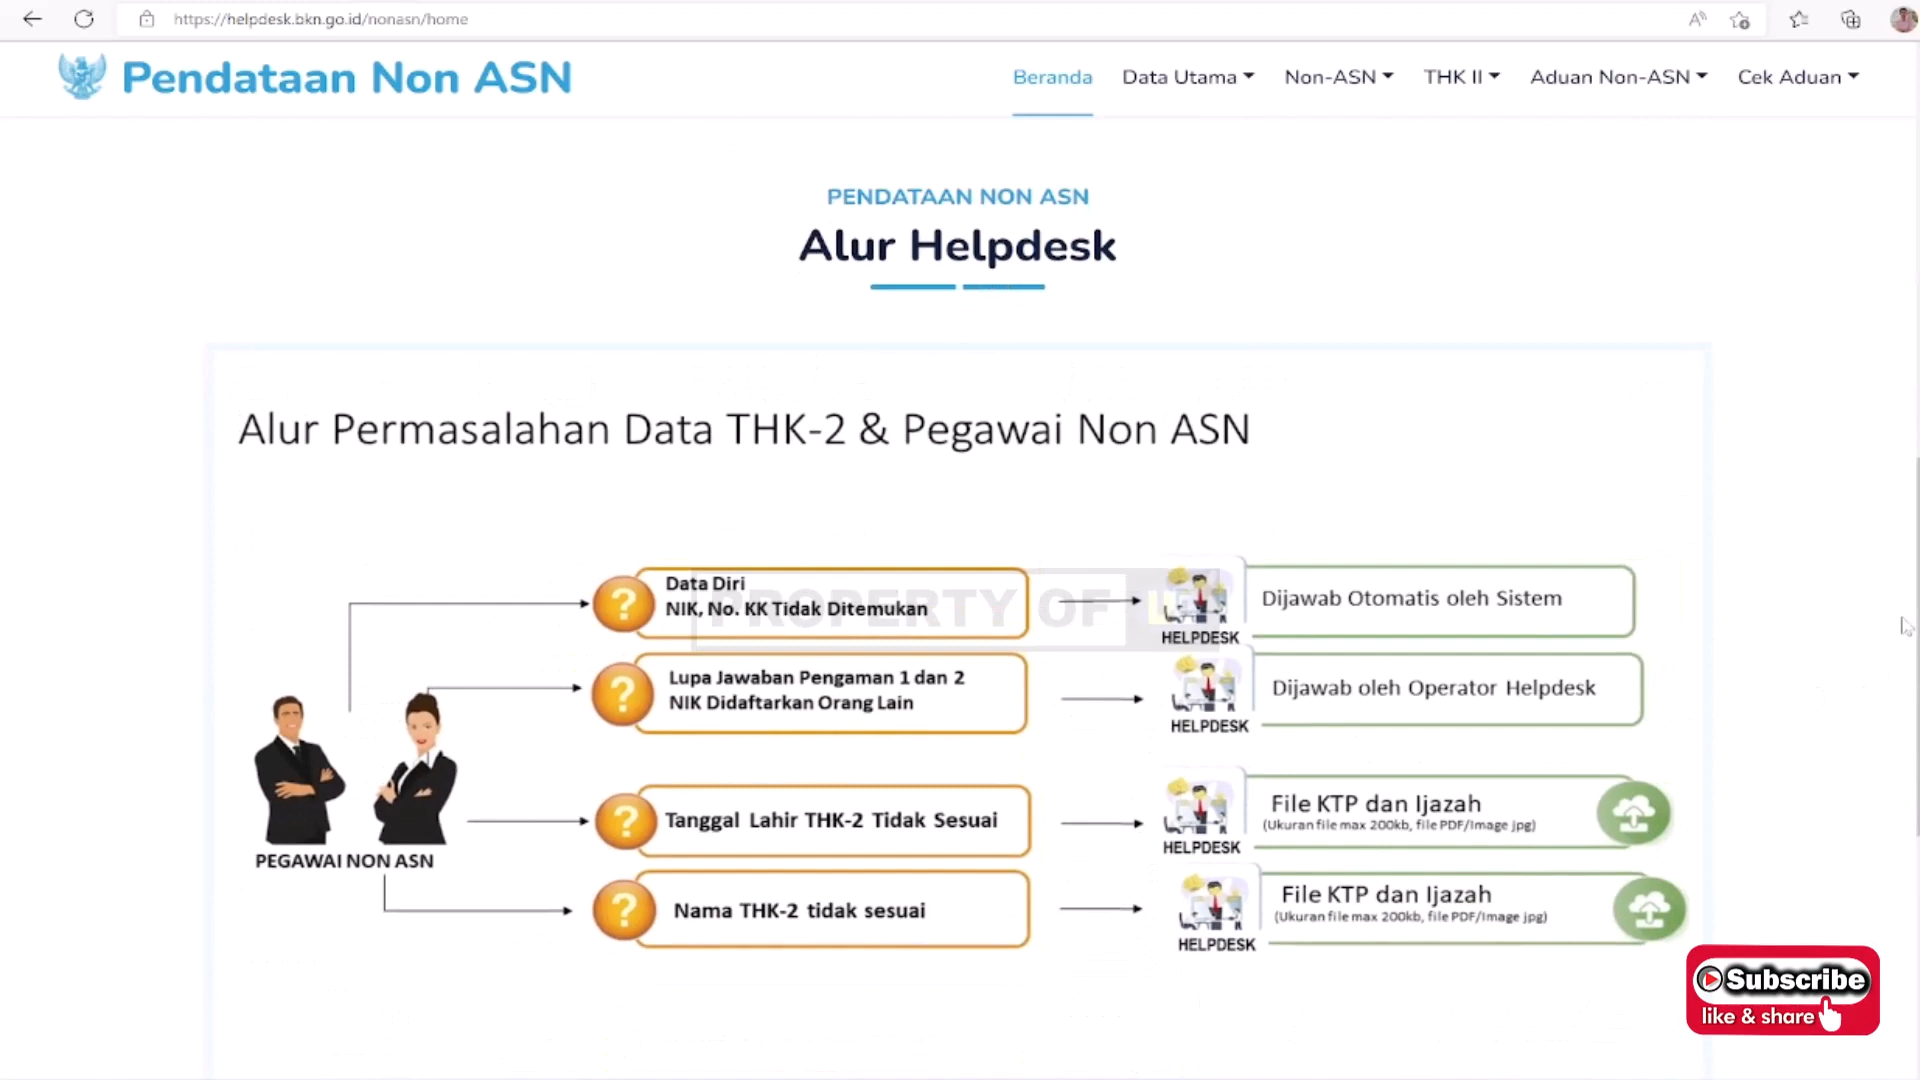 https://helpdesk.bkn.go.id/nonasn/home
Pendataan Non ASN
Beranda Data Utama Non-ASN THK II Aduan Non-ASN Cek Aduan
PENDATAAN NON ASN
Alur Helpdesk
Alur Permasalahan Data THK-2 & Pegawai Non ASN
Data Diri
NIK, No. KK Tidak Ditemukan
HELPDESK
Dijawab Otomatis oleh Sistem
PROPERTY OF
Lupa Jawaban Pengaman 1 dan 2
NIK Didaftarkan Orang Lain
HELPDESK
Dijawab oleh Operator Helpdesk
PEGAWAI NON ASN
Tanggal Lahir THK-2 Tidak Sesuai
HELPDESK
File KTP dan Ijazah
(Ukuran file max 200kb, file PDF/Image jpg)
Nama THK-2 tidak sesuai
HELPDESK
File KTP dan Ijazah
(Ukuran file max 200kb, file PDF/Image jpg)
Subscribe
like & share